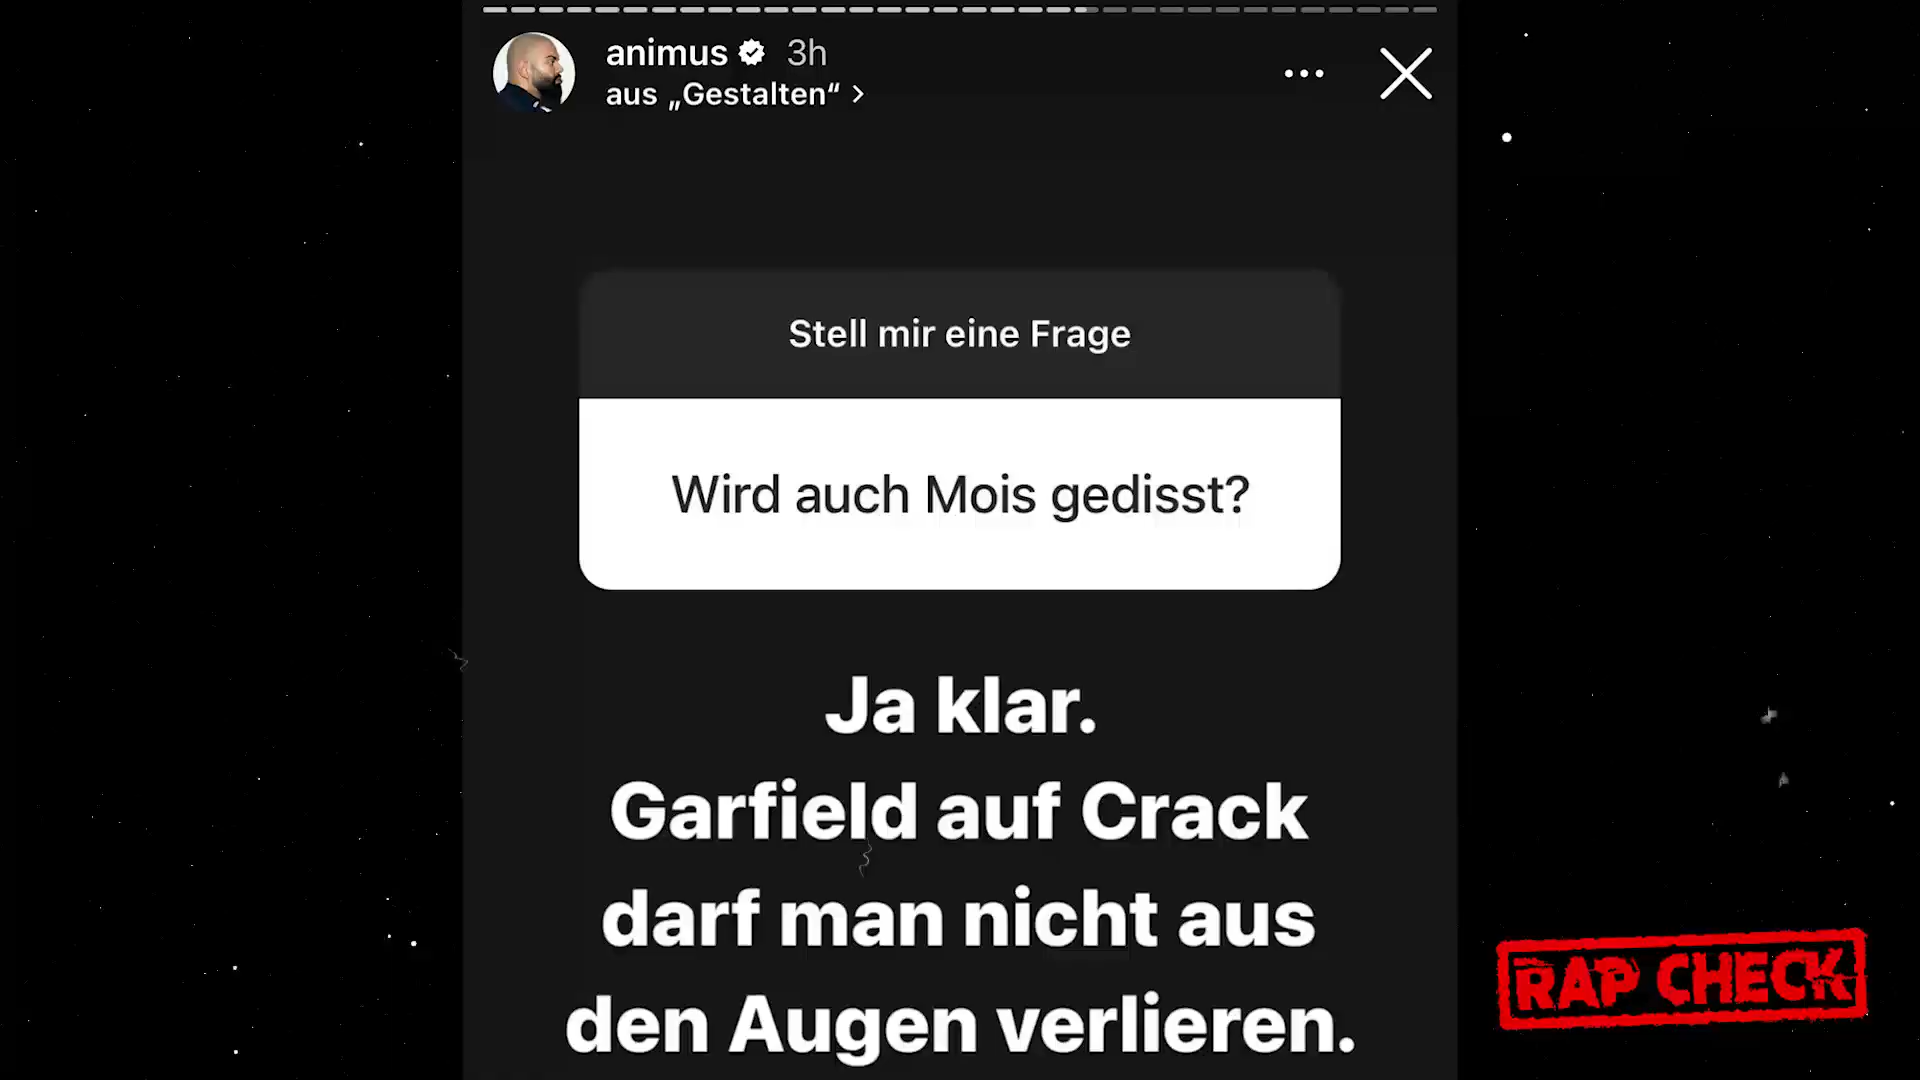 animus 3h
aus „Gestalten“ >
Stell mir eine Frage
Wird auch Mois gedisst?
Ja klar.
Garfield auf Crack
darf man nicht aus
den Augen verlieren.
RAP CHECK